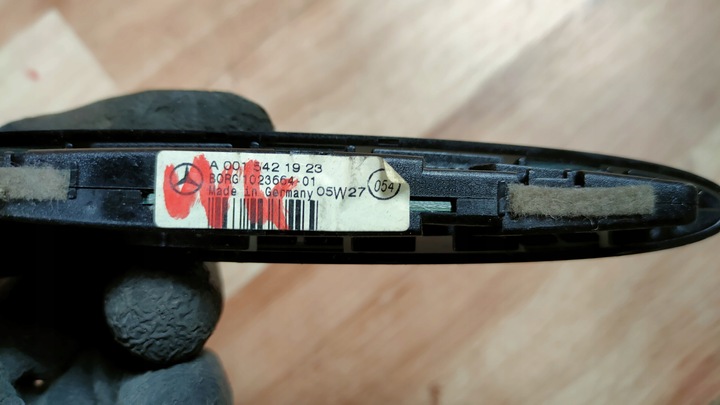 A 001 542 19 23
BORG 1023664-01
Made in Germany 05W27 054